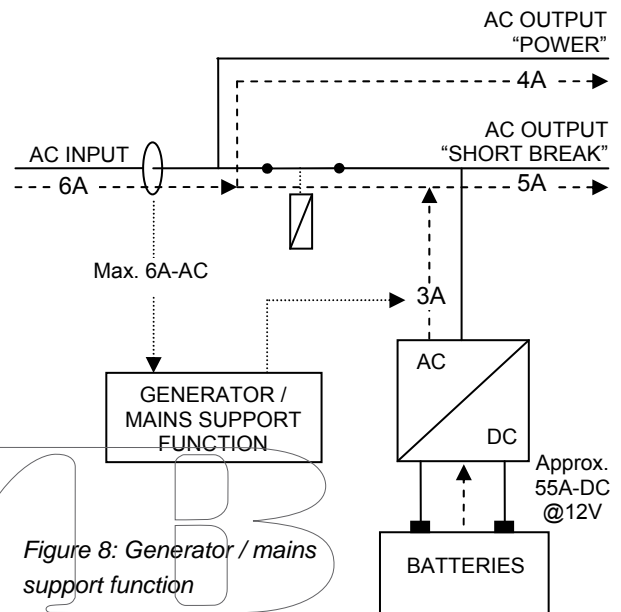 AC OUTPUT
“POWER”
4A
AC OUTPUT
“SHORT BREAK”
AC INPUT
6A
5A
Max. 6A-AC
3A
GENERATOR /
MAINS SUPPORT
FUNCTION
AC
DC
Approx.
55A-DC
@12V
BATTERIES
Figure 8: Generator / mains
support function